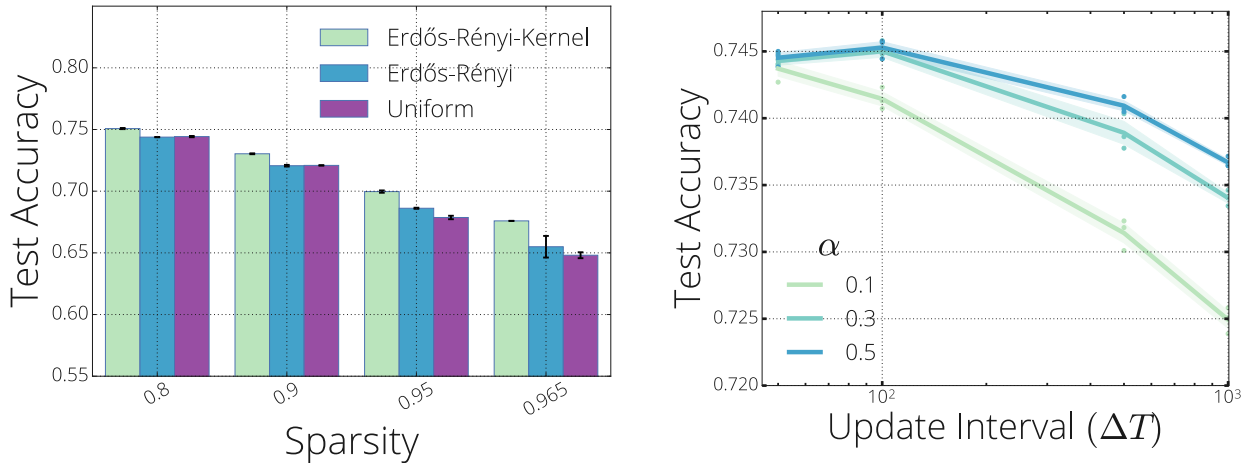 Test Accuracy
0.80
0.75
0.70
0.65
0.60
0.55
Erdős-Rényi-Kernel
Erdős-Rényi
Uniform
0.8
0.9
0.95
0.965
Sparsity
Test Accuracy
0.745
0.740
0.735
0.730
0.725
0.720
α
0.1
0.3
0.5
10²
10³
Update Interval (ΔT)